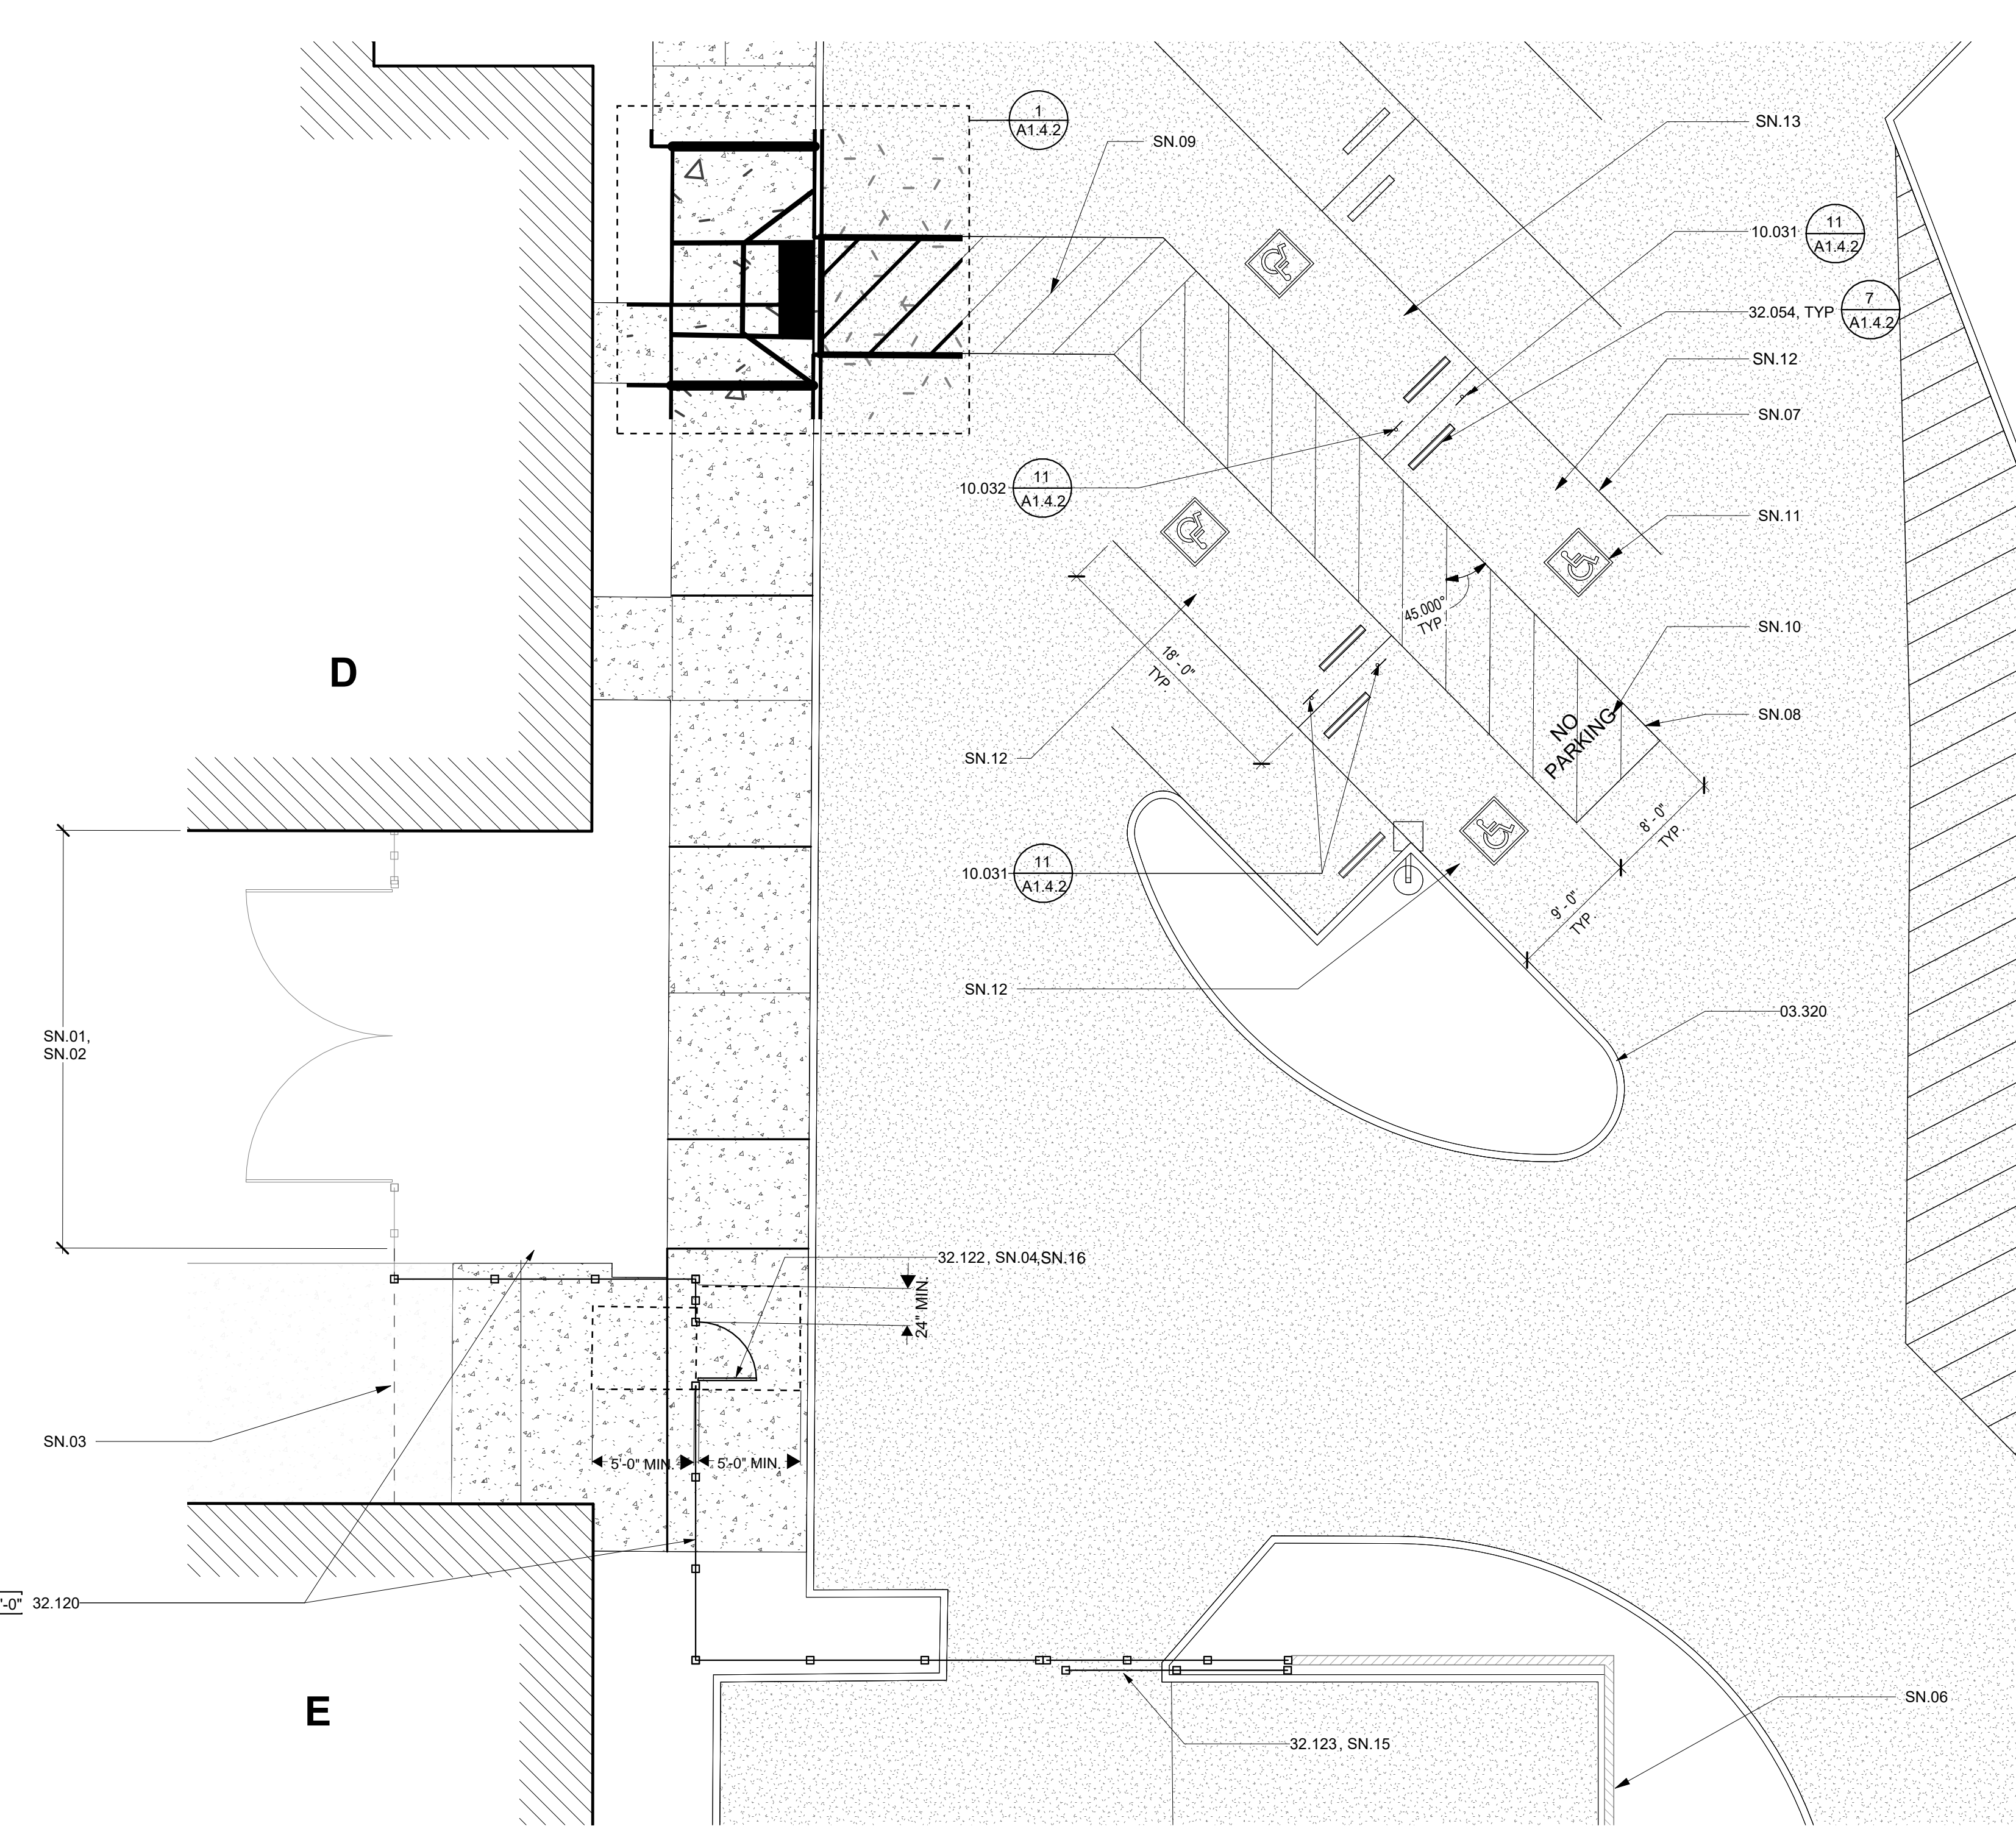 1
A1.4.2
SN.09
SN.13
10.031
11
A1.4.2
32.054, TYP
7
A1.4.2
SN.12
SN.07
10.032
11
A1.4.2
SN.11
45.000°
TYP.
SN.10
D
18' - 0"
TYP
SN.08
NO
PARKING
SN.12
8' - 0"
TYP.
10.031
11
A1.4.2
9' - 0"
TYP.
SN.12
03.320
SN.01,
SN.02
32.122, SN.04,SN.16
24" MIN.
SN.03
5'-0" MIN.
5'-0" MIN.
'-0"
32.120
E
SN.06
32.123, SN.15